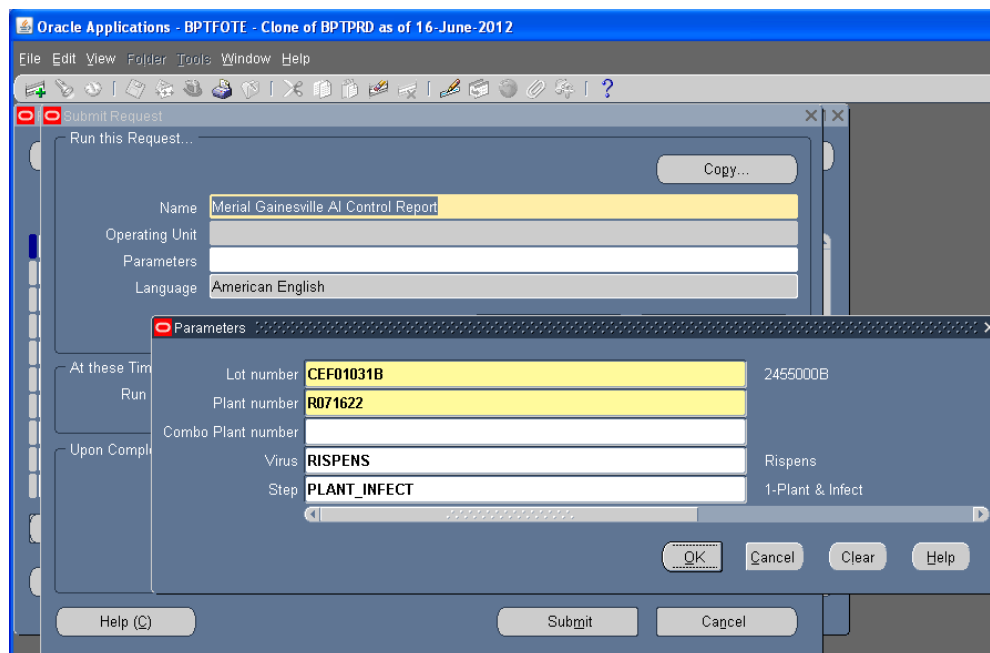 Oracle Applications - BPTFOTE - Clone of BPTPRD as of 16-June-2012
File Edit View Folder Tools Window Help
Submit Request
Run this Request...
Copy...
Name Merial Gainesville AI Control Report
Operating Unit
Parameters
Language American English
Parameters
At these Tim
Lot number CEF01031B 2455000B
Run
Plant number R071622
Combo Plant number
Upon Comple
Virus RISPENS Rispens
Step PLANT_INFECT 1-Plant & Infect
OK Cancel Clear Help
Help (C) Submit Cancel